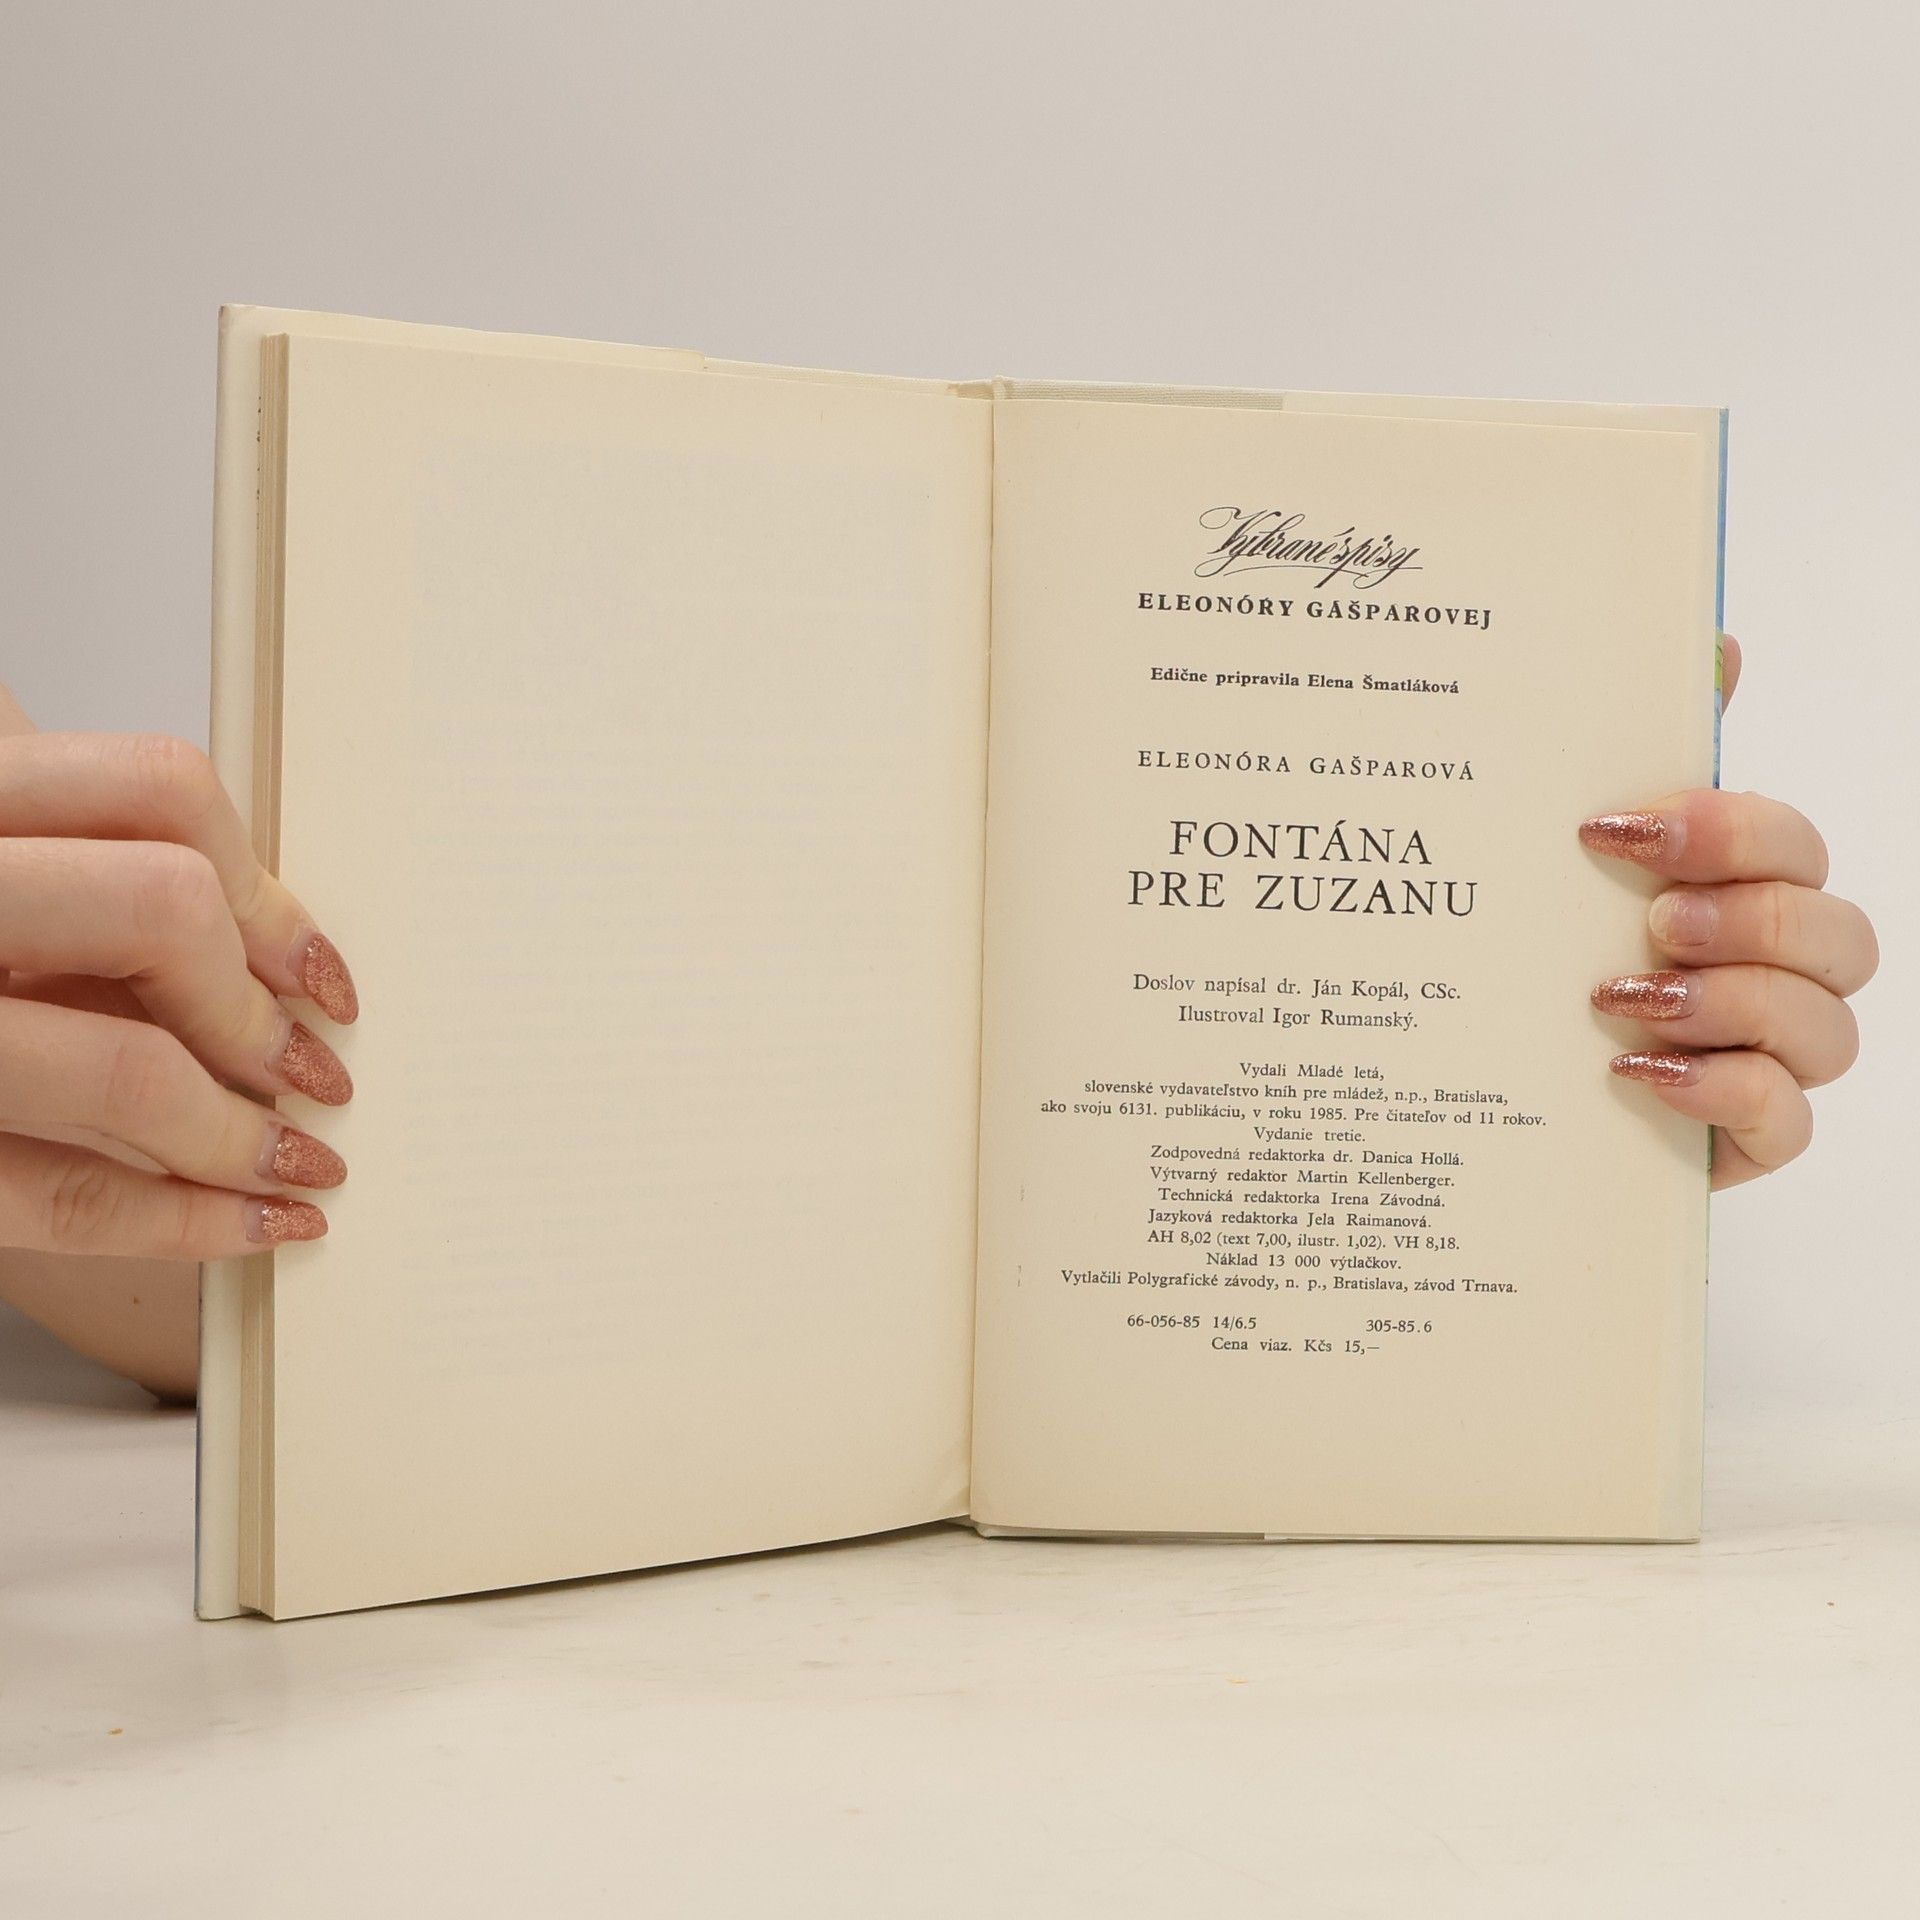 Vybrané spisy
ELEONÓRY GAŠPAROVEJ
Edične pripravila Elena Šmatláková
ELEONÓRA GAŠPAROVÁ
FONTÁNA
PRE ZUZANU
Doslov napísal dr. Ján Kopál, CSc.
Ilustroval Igor Rumanský.
Vydali Mladé letá,
slovenské vydavateľstvo kníh pre mládež, n.p., Bratislava,
ako svoju 6131. publikáciu, v roku 1985. Pre čitateľov od 11 rokov.
Vydanie tretie.
Zodpovedná redaktorka dr. Danica Hollá.
Výtvarný redaktor Martin Kellenberger.
Technická redaktorka Irena Závodná.
Jazyková redaktorka Jela Raimanová.
AH 8,02 (text 7,00, ilustr. 1,02). VH 8,18.
Náklad 13 000 výtlačkov.
Vytlačili Polygrafické závody, n. p., Bratislava, závod Trnava.
66-056-85 14/6.5 305-85.6
Cena viaz. Kčs 15,—